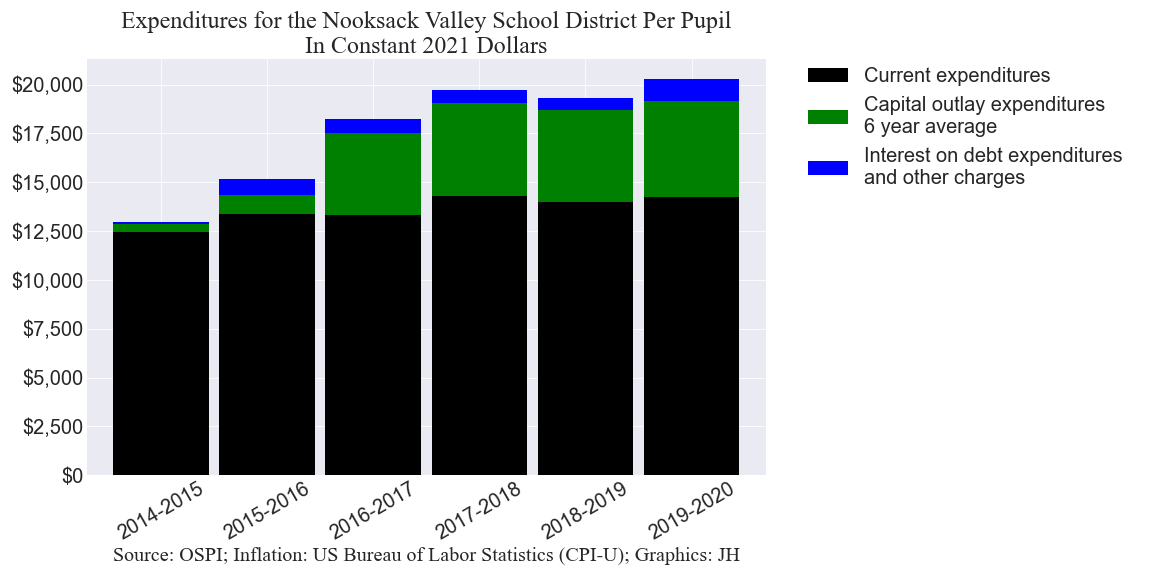 Expenditures for the Nooksack Valley School District Per Pupil
In Constant 2021 Dollars
$20,000
$17,500
$15,000
$12,500
$10,000
$7,500
$5,000
$2,500
$0
2014-2015
2015-2016
2016-2017
2017-2018
2018-2019
2019-2020
Source: OSPI; Inflation: US Bureau of Labor Statistics (CPI-U); Graphics: JH
Current expenditures
Capital outlay expenditures
6 year average
Interest on debt expenditures
and other charges